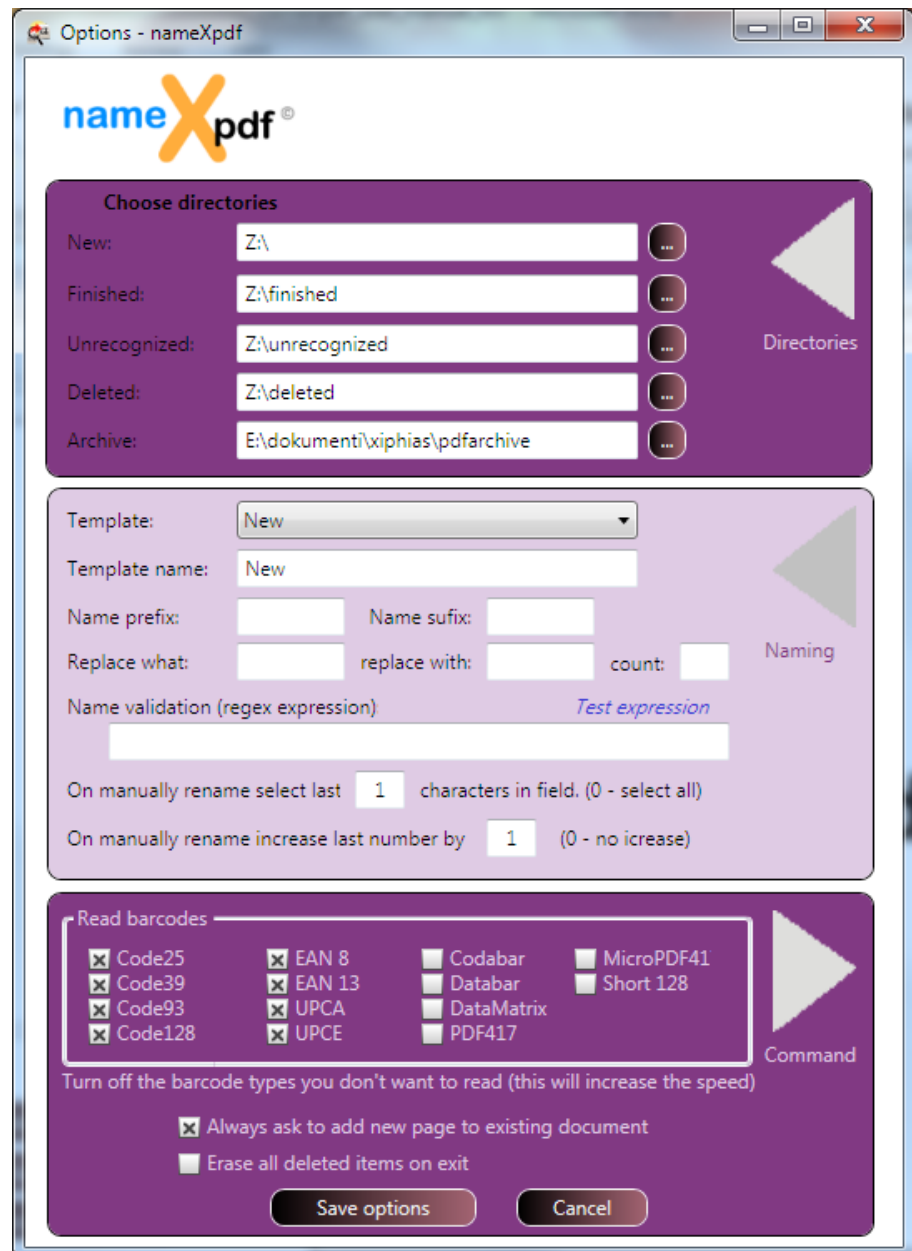 Options - nameXpdf
nameXpdf ©
Choose directories
New: Z:\ ...
Finished: Z:\finished ...
Unrecognized: Z:\unrecognized ...
Directories
Deleted: Z:\deleted ...
Archive: E:\dokumenti\xiphias\pdfarchive ...
Template: New
Template name: New
Name prefix: Name sufix:
Replace what: replace with: count:
Naming
Name validation (regex expression) Test expression
On manually rename select last 1 characters in field. (0 - select all)
On manually rename increase last number by 1 (0 - no icrease)
Read barcodes
Code25 EAN 8 Codabar MicroPDF41
Code39 EAN 13 Databar Short 128
Code93 UPCA DataMatrix
Code128 UPCE PDF417
Command
Turn off the barcode types you don't want to read (this will increase the speed)
Always ask to add new page to existing document
Erase all deleted items on exit
Save options Cancel